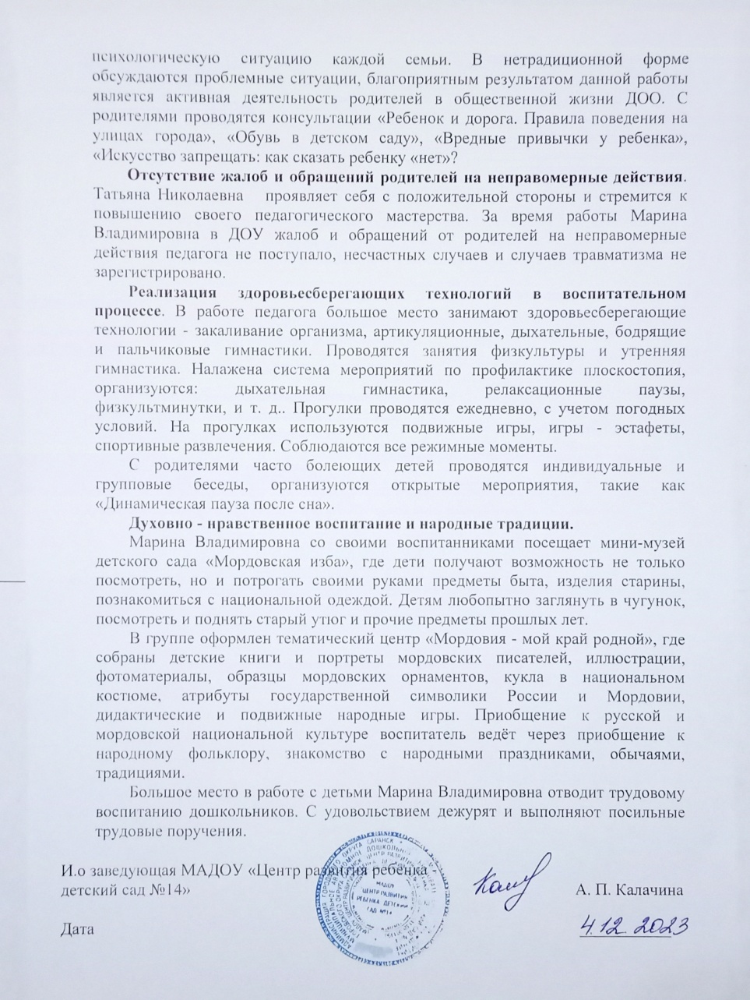 психологическую ситуацию каждой семьи. В нетрадиционной форме
обсуждаются проблемные ситуации, благоприятным результатом данной работы
является активная деятельность родителей в общественной жизни ДОО. С
родителями проводятся консультации «Ребенок и дорога. Правила поведения на
улицах города», «Обувь в детском саду», «Вредные привычки у ребенка»,
«Искусство запрещать: как сказать ребенку «нет»?
Отсутствие жалоб и обращений родителей на неправомерные действия.
Татьяна Николаевна проявляет себя с положительной стороны и стремится к
повышению своего педагогического мастерства. За время работы Марина
Владимировна в ДОУ жалоб и обращений от родителей на неправомерные
действия педагога не поступало, несчастных случаев и случаев травматизма не
зарегистрировано.
Реализация здоровьесберегающих технологий в воспитательном
процессе. В работе педагога большое место занимают здоровьесберегающие
технологии - закаливание организма, артикуляционные, дыхательные, бодрящие
и пальчиковые гимнастики. Проводятся занятия физкультуры и утренняя
гимнастика. Налажена система мероприятий по профилактике плоскостопия,
организуются: дыхательная гимнастика, релаксационные паузы,
физкультминутки, и т. д.. Прогулки проводятся ежедневно, с учетом погодных
условий. На прогулках используются подвижные игры, игры - эстафеты,
спортивные развлечения. Соблюдаются все режимные моменты.
С родителями часто болеющих детей проводятся индивидуальные и
групповые беседы, организуются открытые мероприятия, такие как
«Динамическая пауза после сна».
Духовно - нравственное воспитание и народные традиции.
Марина Владимировна со своими воспитанниками посещает мини-музей
детского сада «Мордовская изба», где дети получают возможность не только
посмотреть, но и потрогать своими руками предметы быта, изделия старины,
познакомиться с национальной одеждой. Детям любопытно заглянуть в чугунок,
посмотреть и поднять старый утюг и прочие предметы прошлых лет.
В группе оформлен тематический центр «Мордовия - мой край родной», где
собраны детские книги и портреты мордовских писателей, иллюстрации,
фотоматериалы, образцы мордовских орнаментов, кукла в национальном
костюме, атрибуты государственной символики России и Мордовии,
дидактические и подвижные народные игры. Приобщение к русской и
мордовской национальной культуре воспитатель ведёт через приобщение к
народному фольклору, знакомство с народными праздниками, обычаями,
традициями.
Большое место в работе с детьми Марина Владимировна отводит трудовому
воспитанию дошкольников. С удовольствием дежурят и выполняют посильные
трудовые поручения.
И.о заведующая МАДОУ «Центр развития ребенка -
детский сад №14»
А. П. Калачина
Дата
4.12.2023